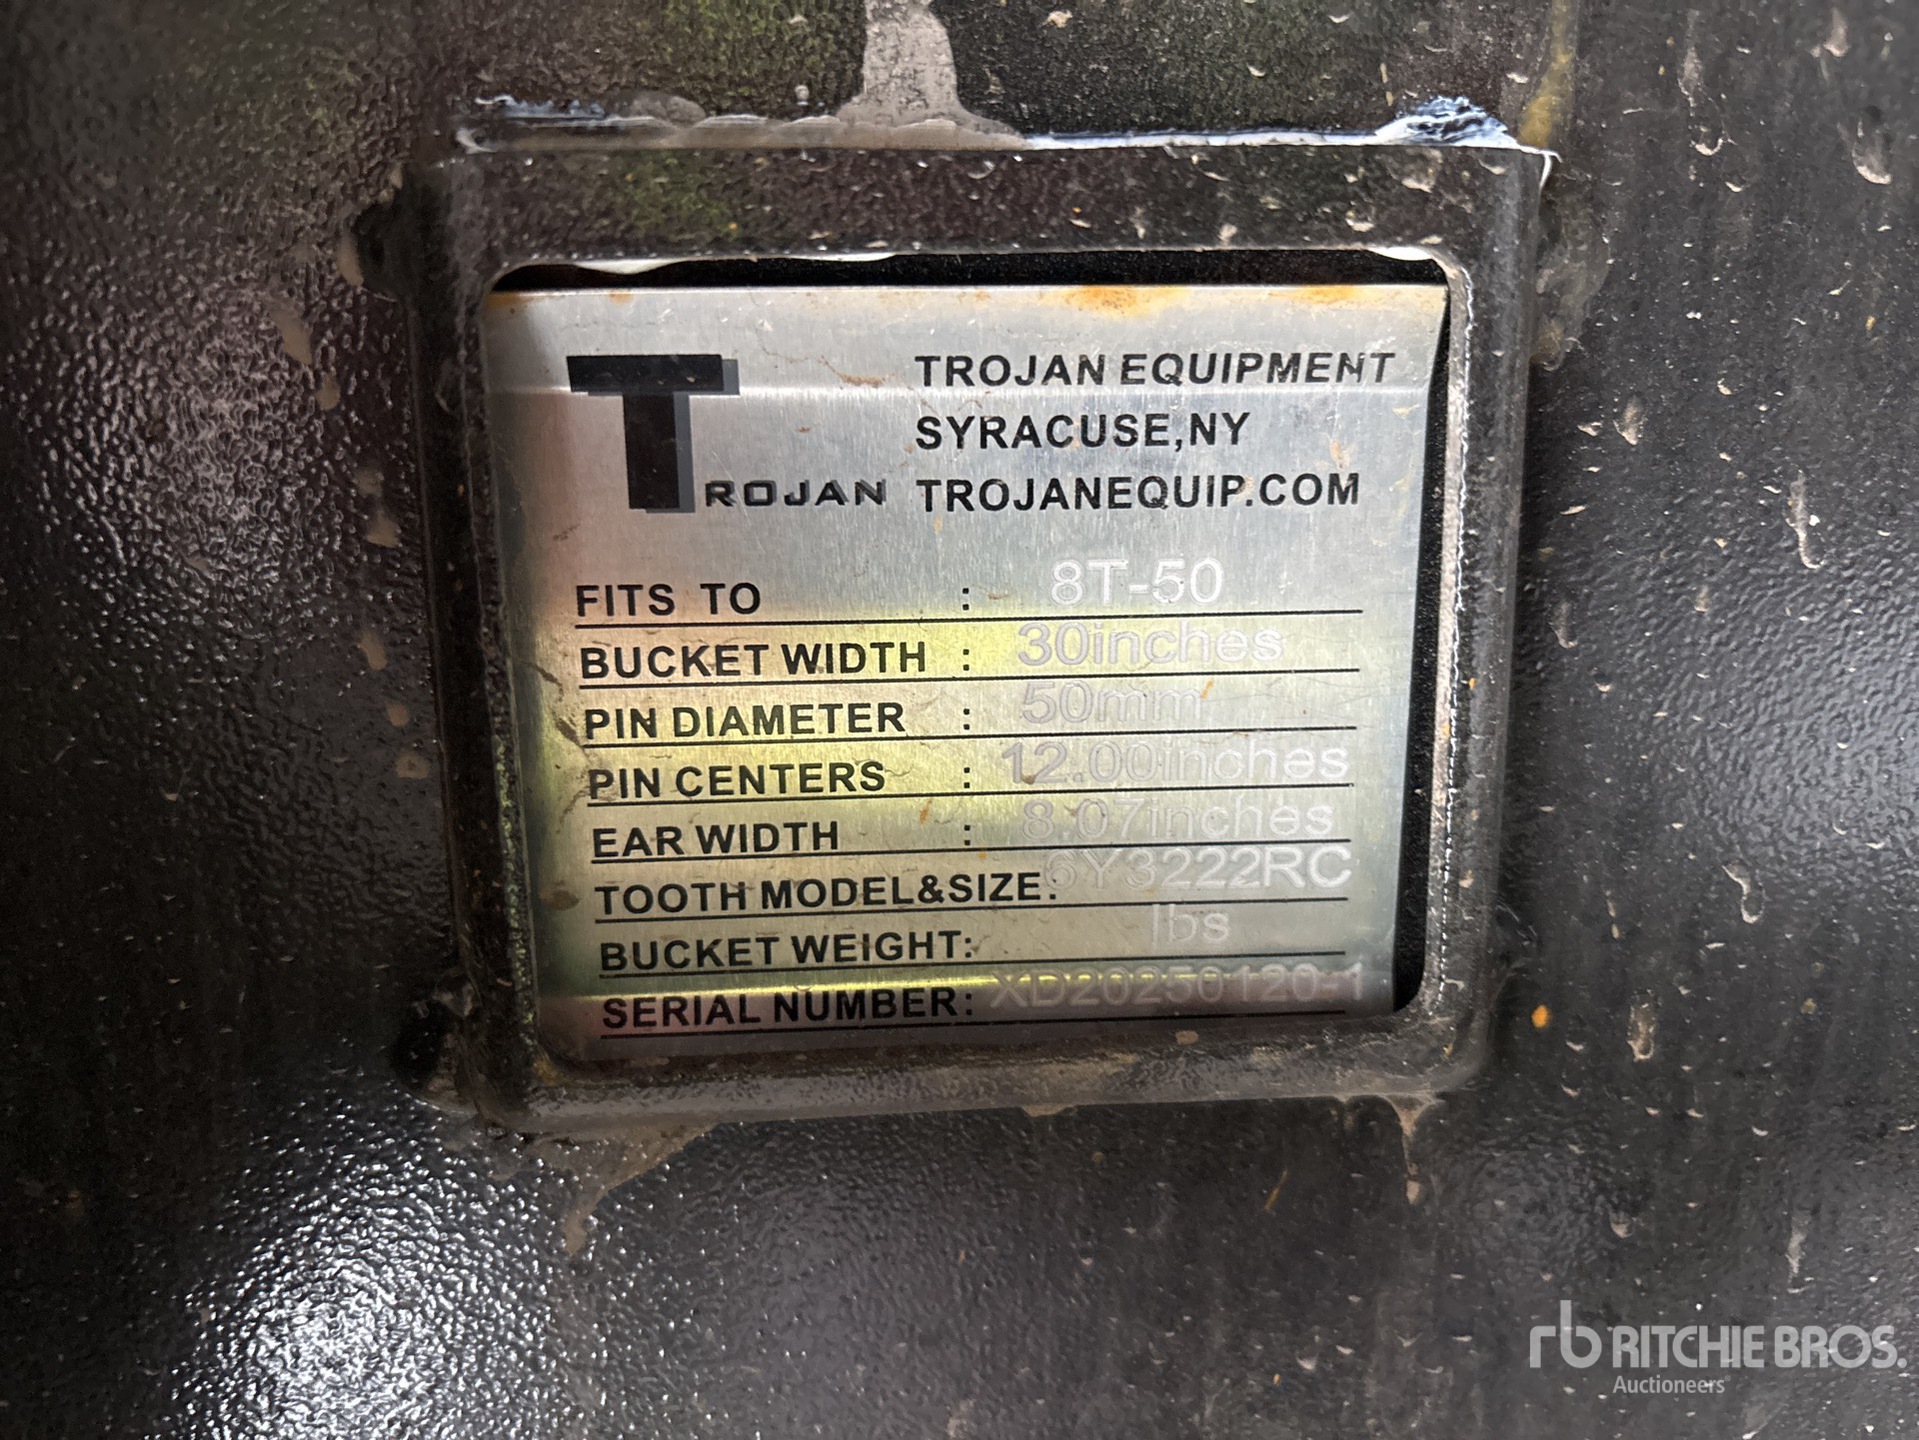 TROJAN
TROJAN EQUIPMENT
SYRACUSE,NY
TROJANEQUIP.COM
FITS TO : 8T-50
BUCKET WIDTH : 30inches
PIN DIAMETER : 50mm
PIN CENTERS : 12.00inches
EAR WIDTH : 8.07inches
TOOTH MODEL&SIZE: 6Y3222RC
BUCKET WEIGHT: lbs
SERIAL NUMBER: XD20250120-1
rb RITCHIE BROS.
Auctioneers